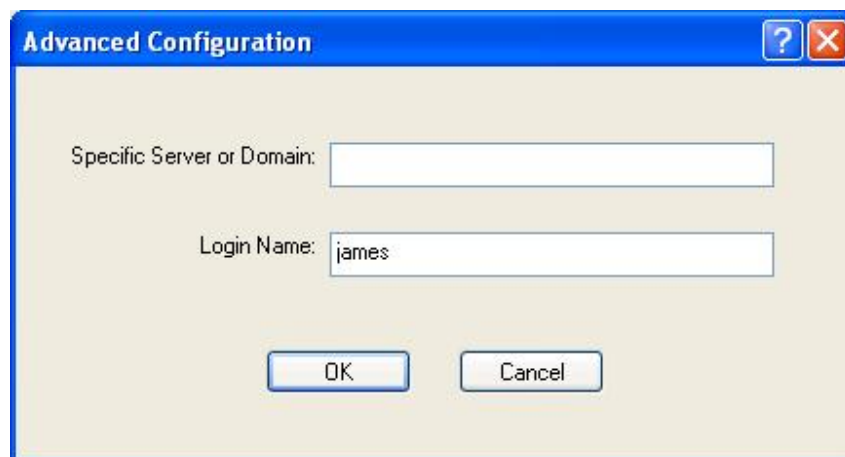 Advanced Configuration
Specific Server or Domain:
Login Name: james
OK Cancel